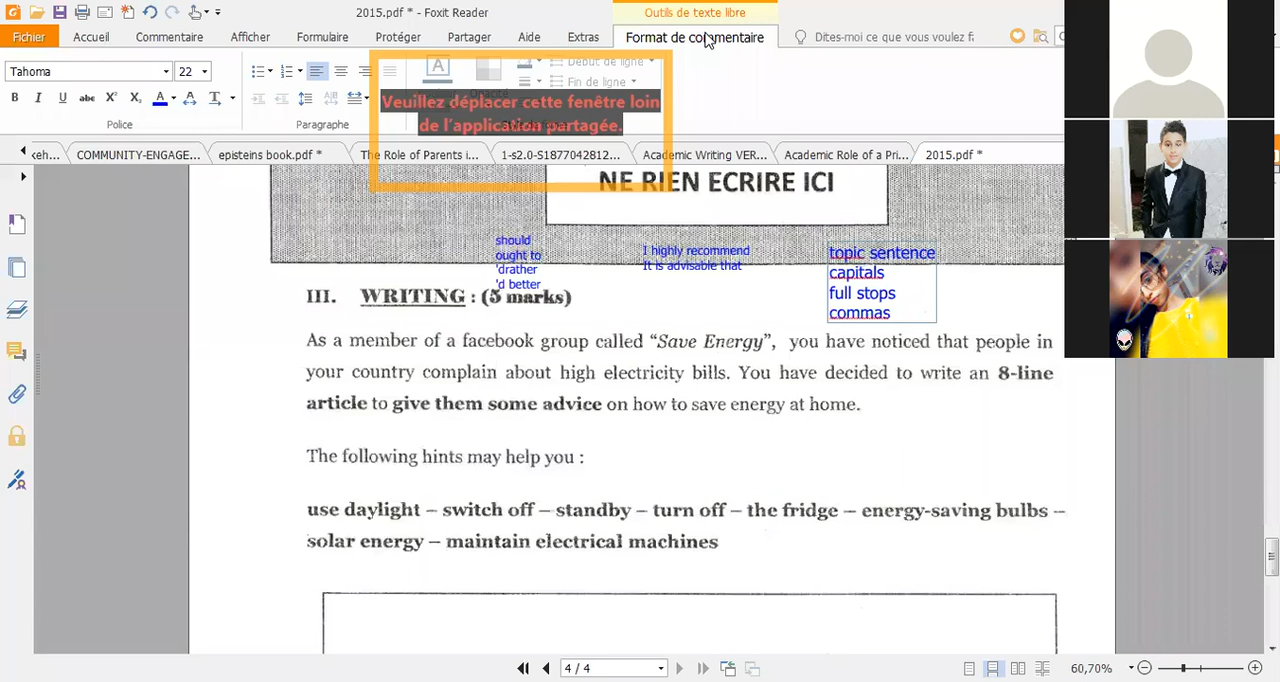 2015.pdf * - Foxit Reader
Outils de texte libre
Fichier Accueil Commentaire Afficher Formulaire Protéger Partager Aide Extras Format de commentaire Dites-moi ce que vous voulez f
Tahoma 22
Début de ligne
Fin de ligne
Veuillez déplacer cette fenêtre loin
de l'application partagée.
Police Paragraphe
COMMUNITY-ENGAGE... episteins book.pdf * The Role of Parents i... 1-s2.0-S1877042812... Academic Writing VER... Academic Role of a Pri... 2015.pdf *
NE RIEN ECRIRE ICI
should
ought to
'drather
'd better
I highly recommend
It is advisable that
topic sentence
capitals
full stops
commas
III. WRITING : (5 marks)
As a member of a facebook group called “Save Energy”, you have noticed that people in
your country complain about high electricity bills. You have decided to write an 8-line
article to give them some advice on how to save energy at home.
The following hints may help you :
use daylight – switch off – standby – turn off – the fridge – energy-saving bulbs –
solar energy – maintain electrical machines
4 / 4
60,70%